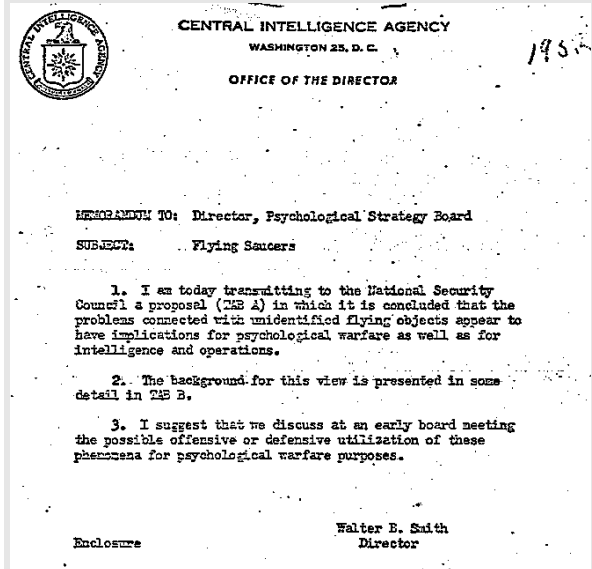 CENTRAL INTELLIGENCE AGENCY
WASHINGTON 25, D. C.
OFFICE OF THE DIRECTOR
CENTRAL INTELLIGENCE AGENCY
MEMORANDUM TO: Director, Psychological Strategy Board
SUBJECT: Flying Saucers
1. I am today transmitting to the National Security
Council a proposal (TAB A) in which it is concluded that the
problems connected with unidentified flying objects appear to
have implications for psychological warfare as well as for
intelligence and operations.
2. The background for this view is presented in some
detail in TAB B.
3. I suggest that we discuss at an early board meeting
the possible offensive or defensive utilization of these
phenomena for psychological warfare purposes.
Enclosure
Walter B. Smith
Director